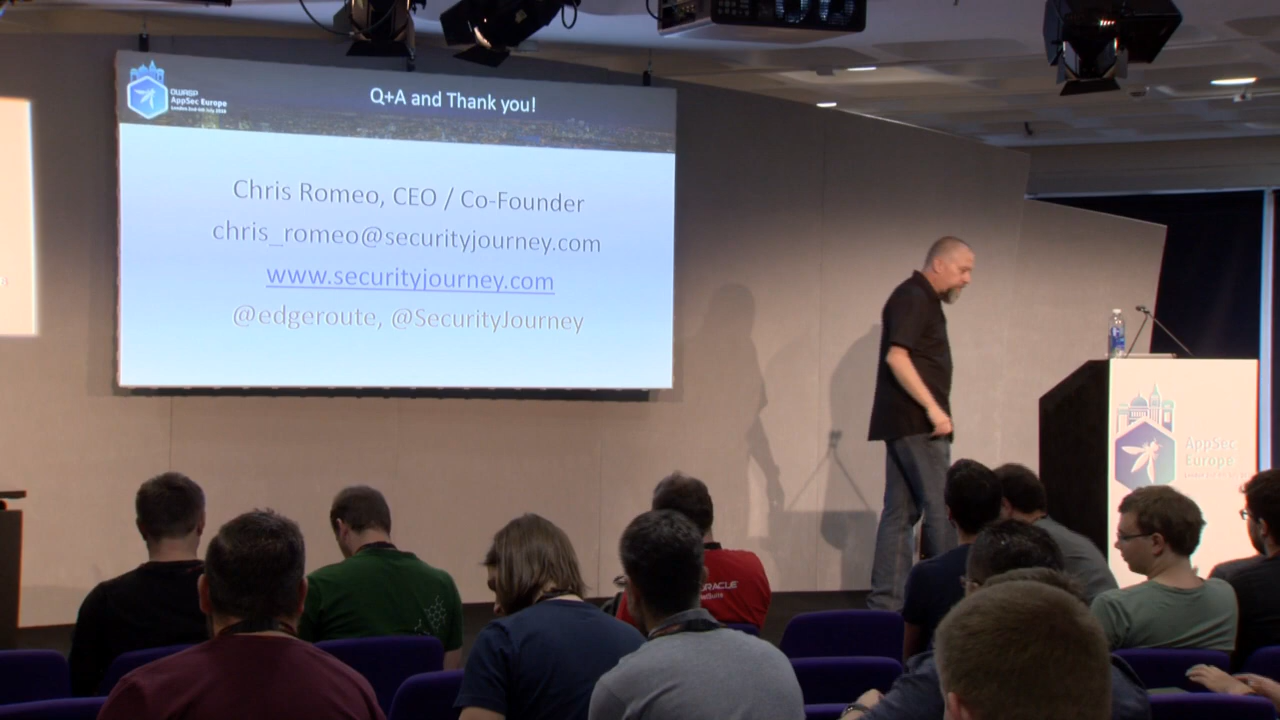 OWASP
AppSec Europe
Q+A and Thank you!
Chris Romeo, CEO / Co-Founder
chris_romeo@securityjourney.com
www.securityjourney.com
@edgeroute, @SecurityJourney
ORACLE
AppSec
Europe